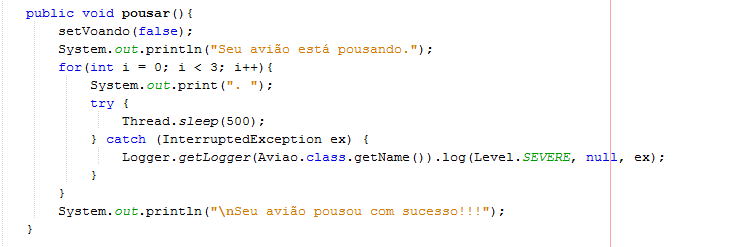 public void pousar(){
setVoando(false);
System.out.println("Seu avião está pousando.");
for(int i = 0; i < 3; i++){
System.out.print(". ");
try {
Thread.sleep(500);
} catch (InterruptedException ex) {
Logger.getLogger(Aviao.class.getName()).log(Level.SEVERE, null, ex);
}
}
System.out.println("\nSeu avião pousou com sucesso!!!");
}